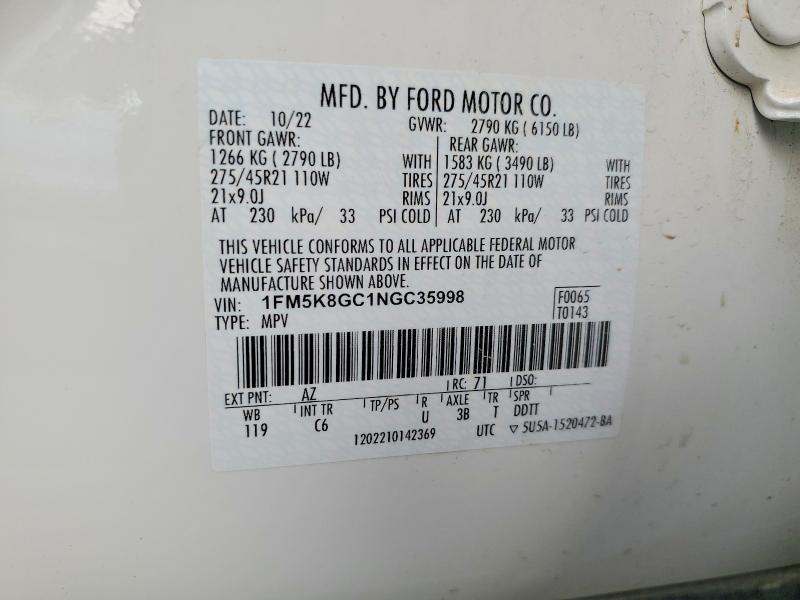 MFD. BY FORD MOTOR CO.
DATE: 10/22 GVWR: 2790 KG ( 6150 LB)
FRONT GAWR: REAR GAWR:
1266 KG ( 2790 LB) WITH 1583 KG ( 3490 LB) WITH
275/45R21 110W TIRES 275/45R21 110W TIRES
21x9.0J RIMS 21x9.0J RIMS
AT 230 kPa/ 33 PSI COLD AT 230 kPa/ 33 PSI COLD
THIS VEHICLE CONFORMS TO ALL APPLICABLE FEDERAL MOTOR
VEHICLE SAFETY STANDARDS IN EFFECT ON THE DATE OF
MANUFACTURE SHOWN ABOVE.
VIN: 1FM5K8GC1NGC35998 F0065
TYPE: MPV T0143
EXT PNT: AZ RC: 71 DSO:
WB INT TR TP/PS R AXLE TR SPR
119 C6 U 3B T DDTT
1202210142369 UTC ▽ 5U5A-1520472-BA